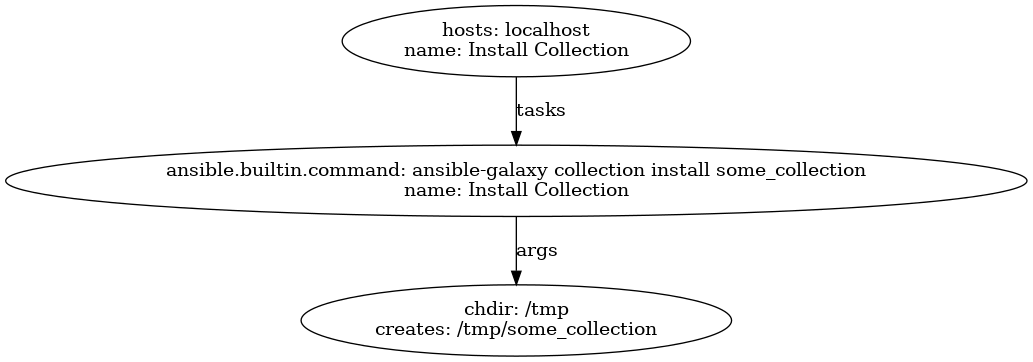 hosts: localhost
name: Install Collection
tasks
ansible.builtin.command: ansible-galaxy collection install some_collection
name: Install Collection
args
chdir: /tmp
creates: /tmp/some_collection